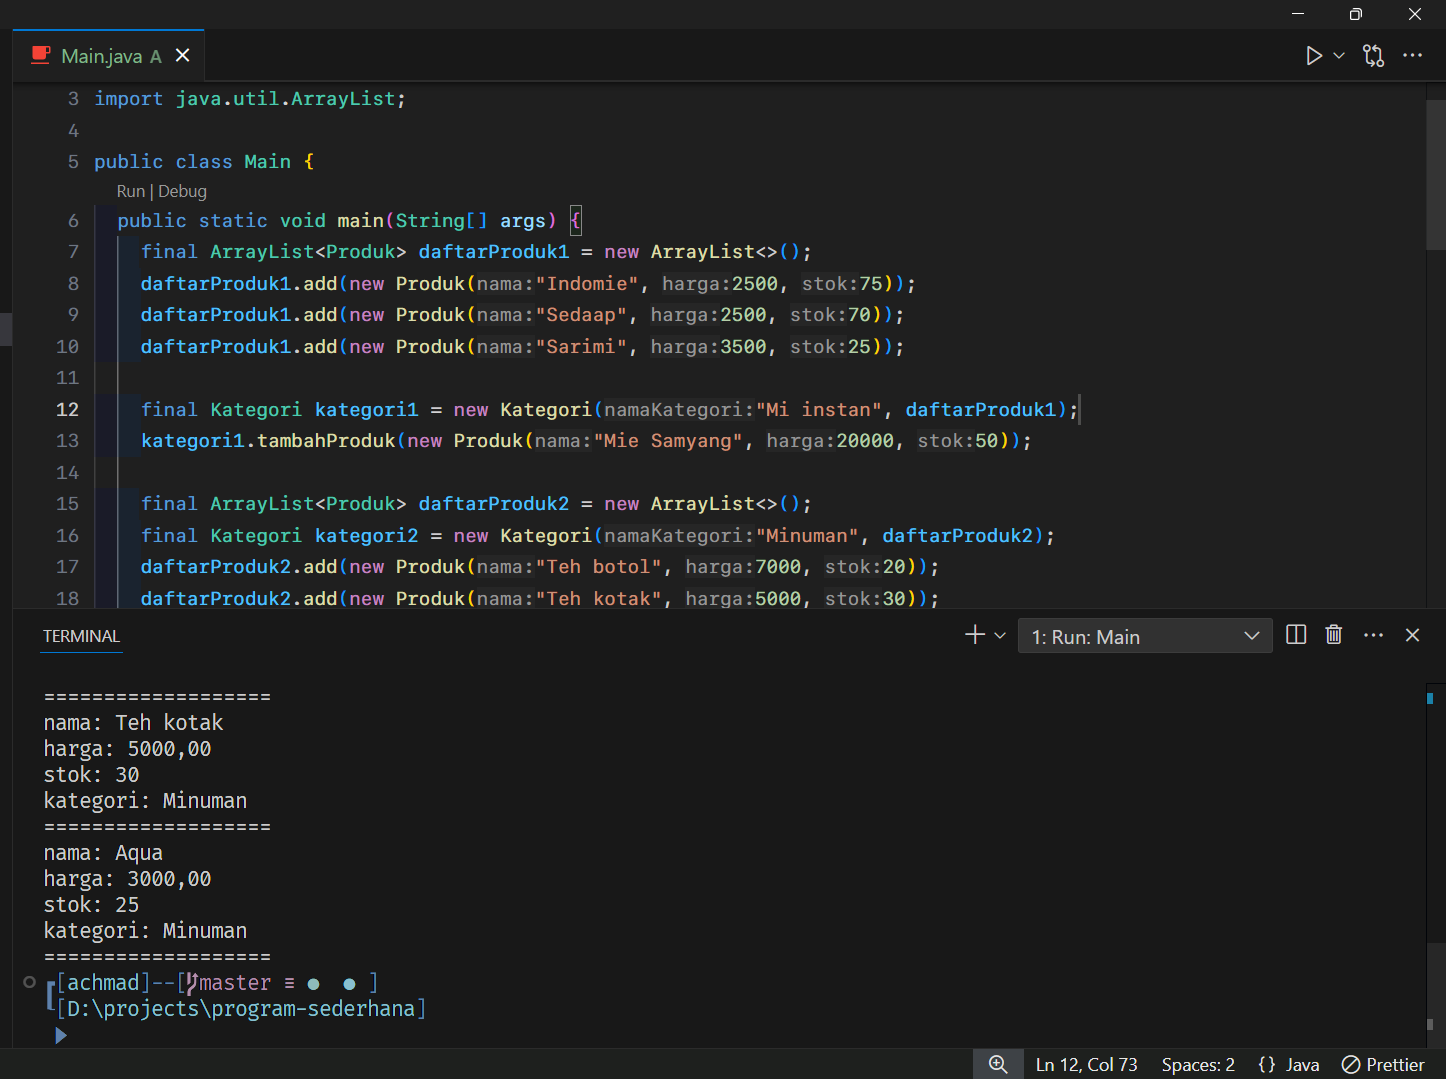 Main.java A
3 import java.util.ArrayList;
4
5 public class Main {
Run | Debug
6 public static void main(String[] args) {
7 final ArrayList<Produk> daftarProduk1 = new ArrayList<>();
8 daftarProduk1.add(new Produk(nama:"Indomie", harga:2500, stok:75));
9 daftarProduk1.add(new Produk(nama:"Sedaap", harga:2500, stok:70));
10 daftarProduk1.add(new Produk(nama:"Sarimi", harga:3500, stok:25));
11
12 final Kategori kategori1 = new Kategori(namaKategori:"Mi instan", daftarProduk1);
13 kategori1.tambahProduk(new Produk(nama:"Mie Samyang", harga:20000, stok:50));
14
15 final ArrayList<Produk> daftarProduk2 = new ArrayList<>();
16 final Kategori kategori2 = new Kategori(namaKategori:"Minuman", daftarProduk2);
17 daftarProduk2.add(new Produk(nama:"Teh botol", harga:7000, stok:20));
18 daftarProduk2.add(new Produk(nama:"Teh kotak", harga:5000, stok:30));
TERMINAL
1: Run: Main
===================
nama: Teh kotak
harga: 5000,00
stok: 30
kategori: Minuman
===================
nama: Aqua
harga: 3000,00
stok: 25
kategori: Minuman
===================
[achmad]--[master ≡ ● ● ]
[D:\projects\program-sederhana]
Ln 12, Col 73 Spaces: 2 {} Java Prettier